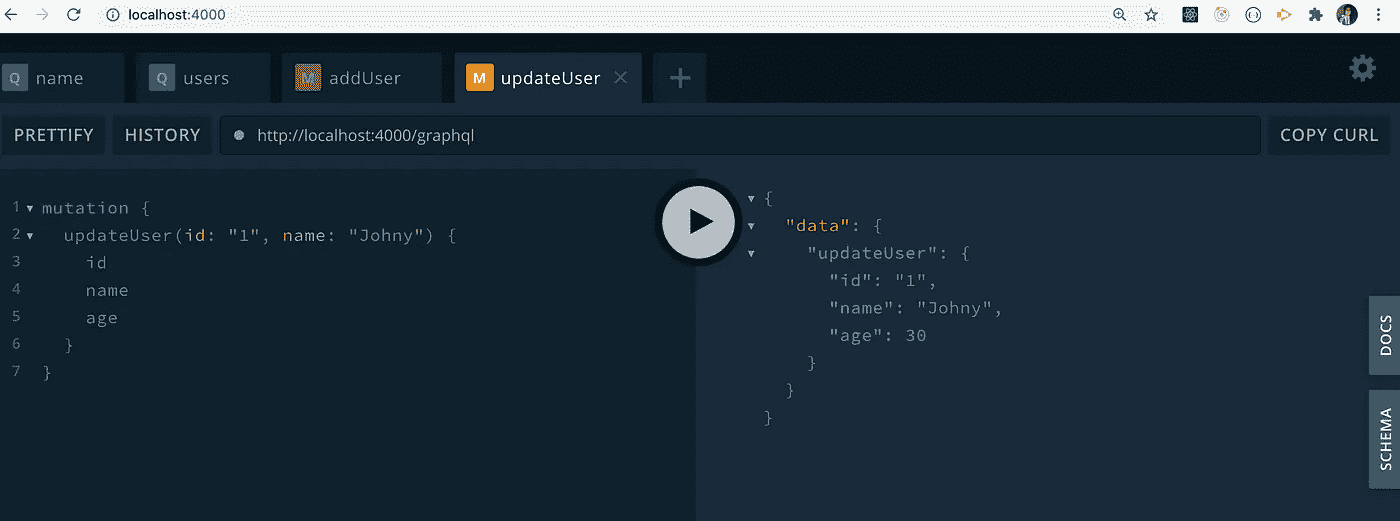 localhost:4000
Q name Q users M addUser M updateUser
PRETTIFY HISTORY http://localhost:4000/graphql COPY CURL
1 mutation {
2 updateUser(id: "1", name: "Johny") {
3 id
4 name
5 age
6 }
7 }
{
"data": {
"updateUser": {
"id": "1",
"name": "Johny",
"age": 30
}
}
}
DOCS
SCHEMA